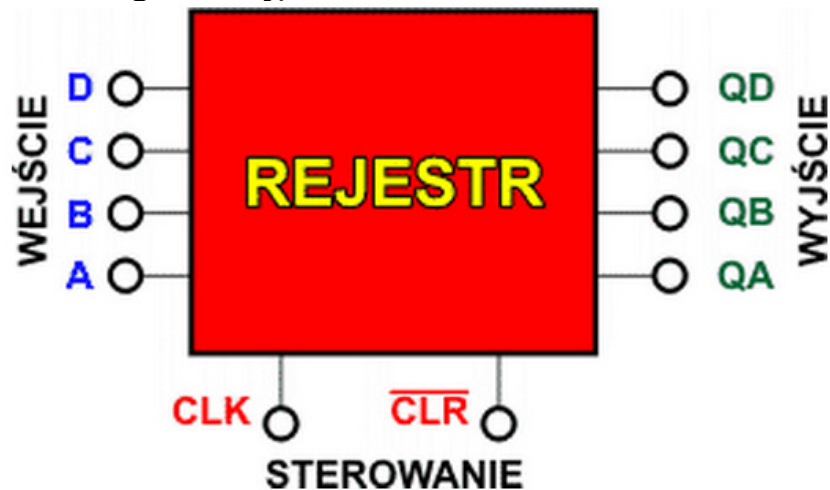 WEJŚCIE
D
C
B
A
REJESTR
QD
QC
QB
QA
WYJŚCIE
CLK
CLR
STEROWANIE